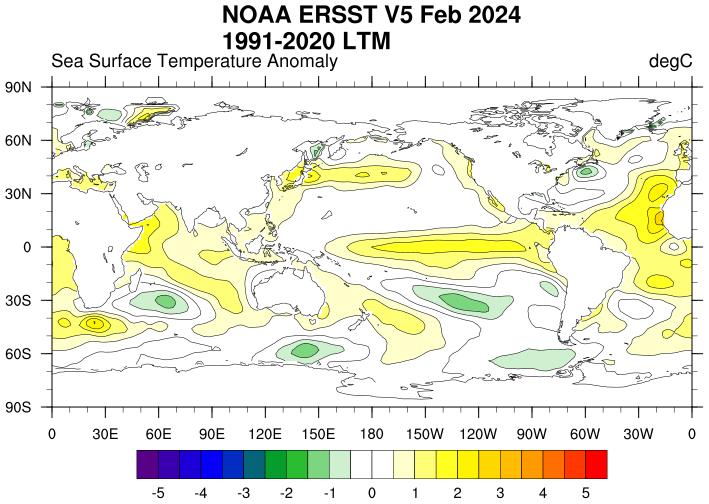 NOAA ERSST V5 Feb 2024
1991-2020 LTM
Sea Surface Temperature Anomaly degC
90N
60N
30N
0
30S
60S
90S
0 30E 60E 90E 120E 150E 180 150W 120W 90W 60W 30W 0
-5 -4 -3 -2 -1 0 1 2 3 4 5